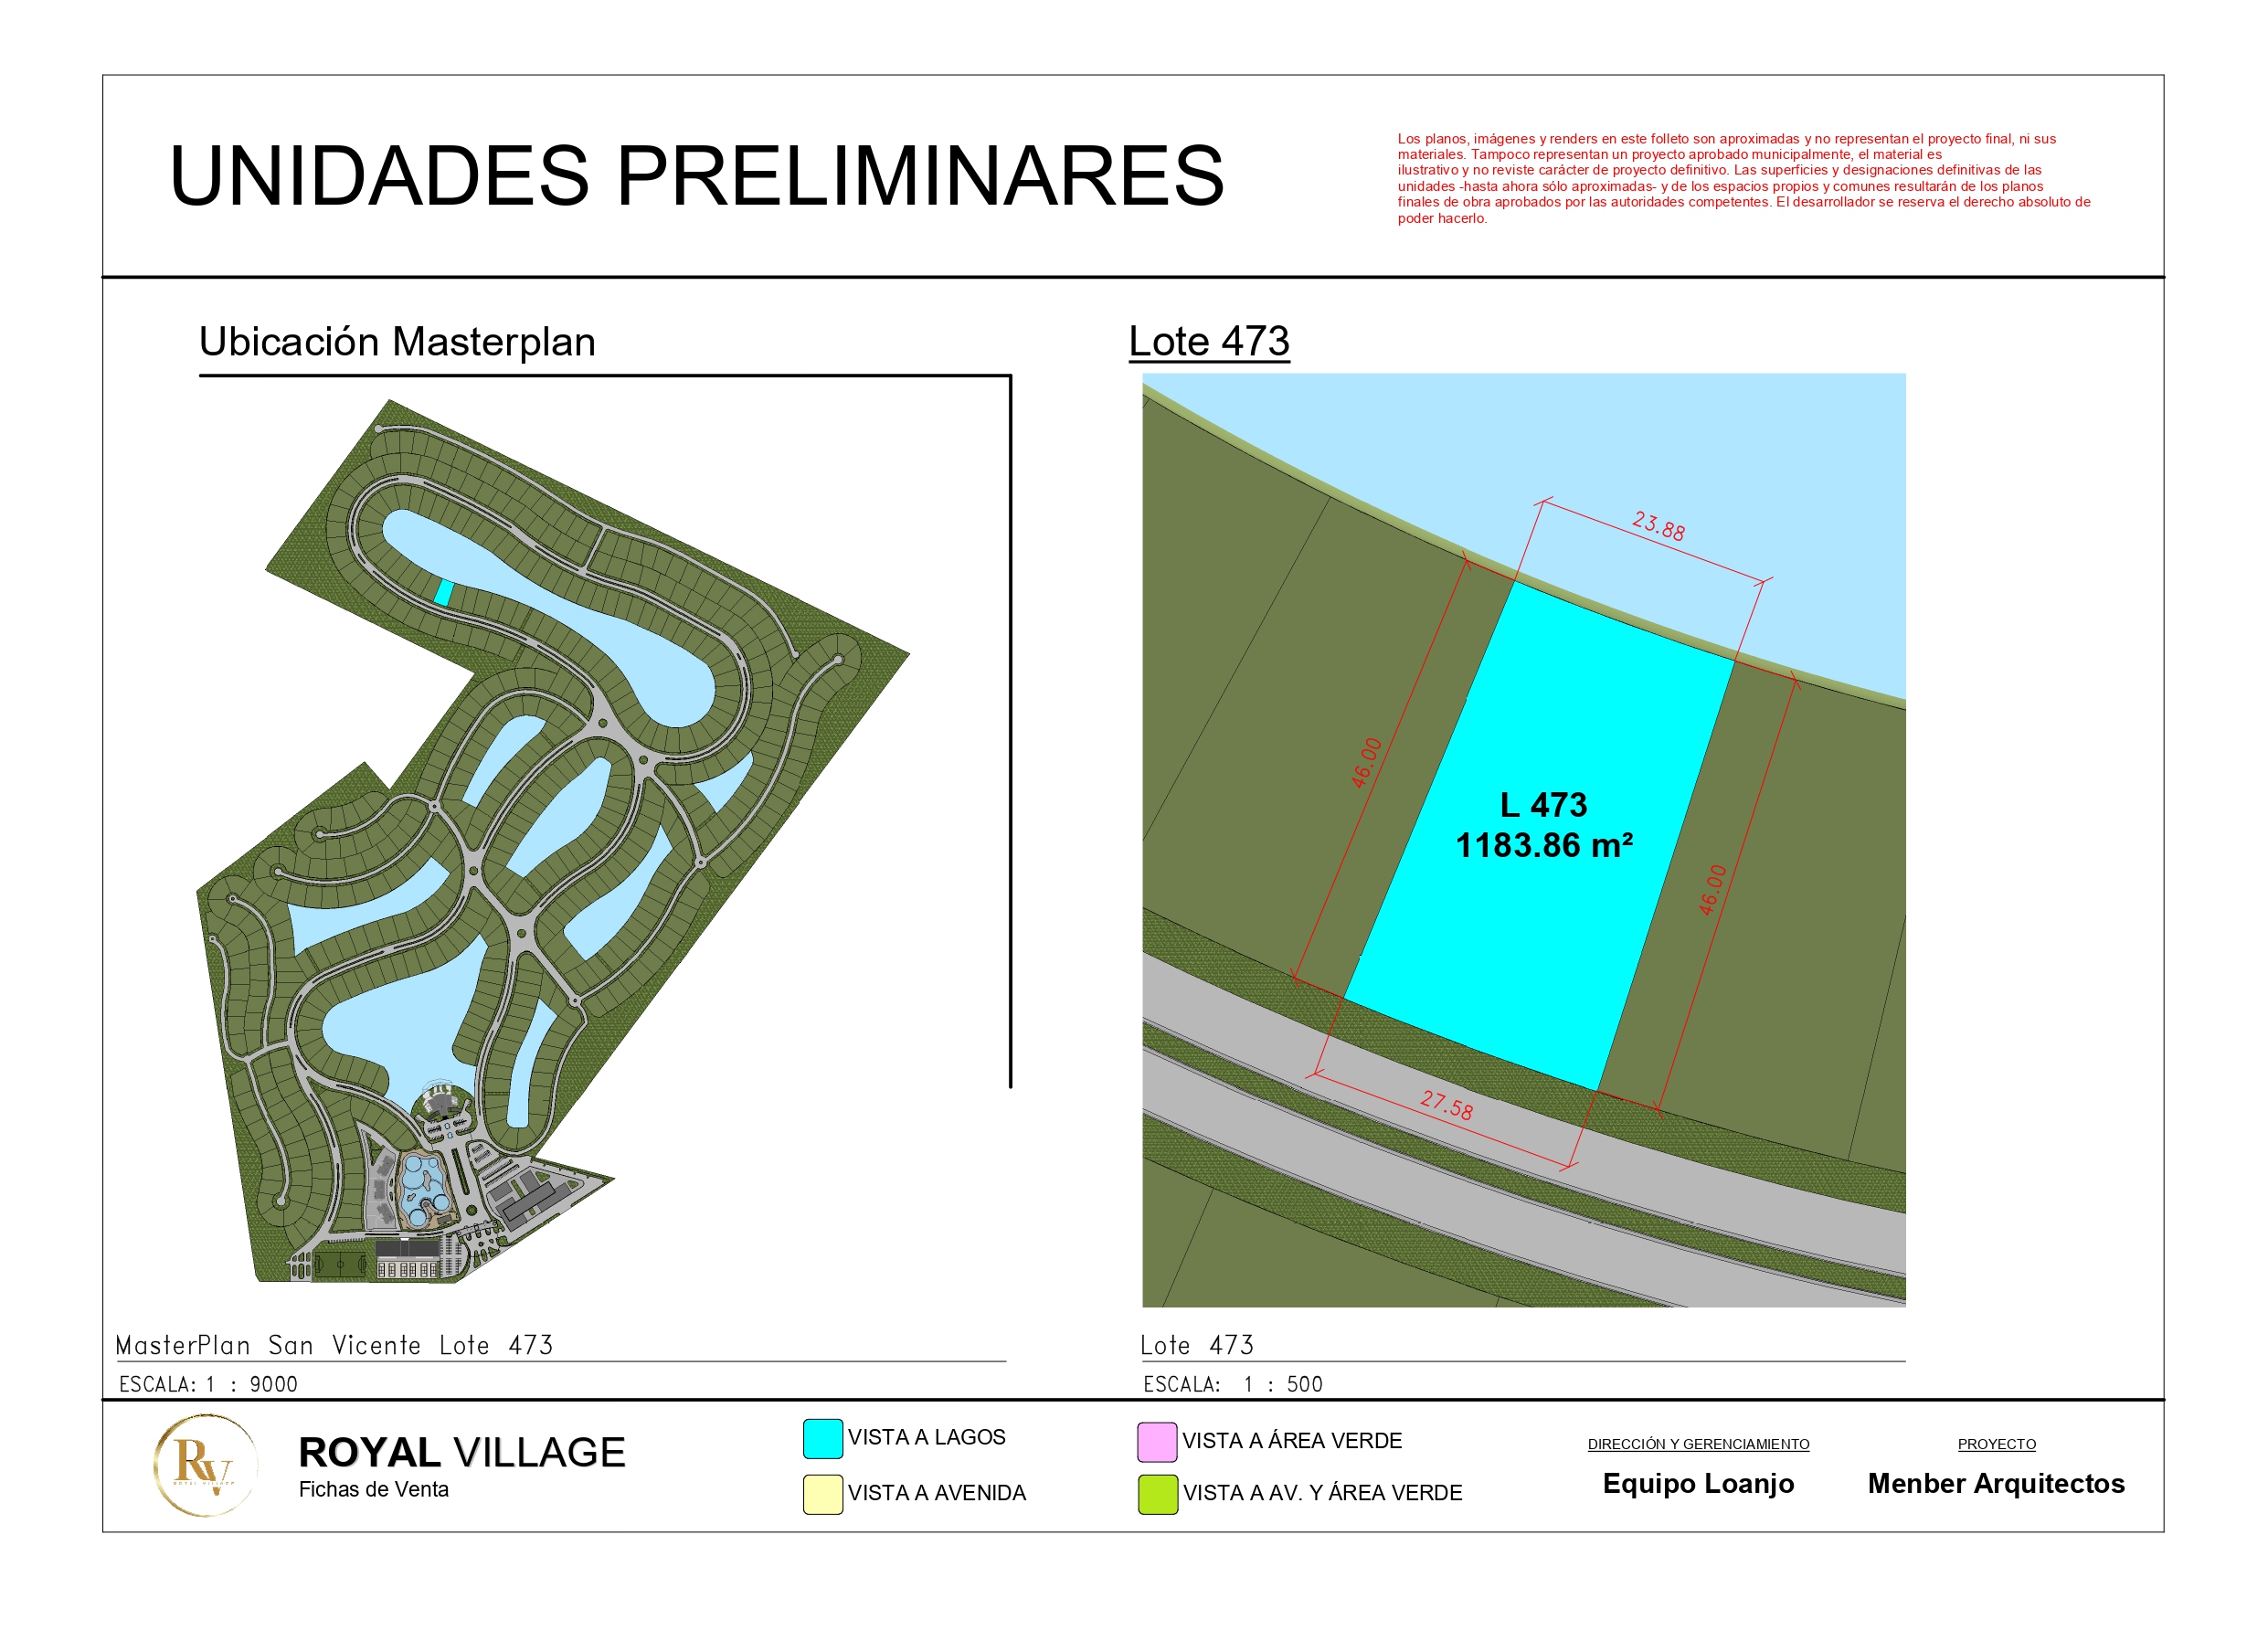 UNIDADES PRELIMINARES
Los planos, imágenes y renders en este folleto son aproximadas y no representan el proyecto final, ni sus
materiales. Tampoco representan un proyecto aprobado municipalmente, el material es
ilustrativo y no reviste carácter de proyecto definitivo. Las superficies y designaciones definitivas de las
unidades -hasta ahora sólo aproximadas- y de los espacios propios y comunes resultarán de los planos
finales de obra aprobados por las autoridades competentes. El desarrollador se reserva el derecho absoluto de
poder hacerlo.
Ubicación Masterplan
Lote 473
23.88
46.00
L 473
1183.86 m²
46.00
27.58
MasterPlan San Vicente Lote 473
ESCALA: 1 : 9000
Lote 473
ESCALA: 1 : 500
RV
ROYAL VILLAGE
ROYAL VILLAGE
Fichas de Venta
VISTA A LAGOS
VISTA A AVENIDA
VISTA A ÁREA VERDE
VISTA A AV. Y ÁREA VERDE
DIRECCIÓN Y GERENCIAMIENTO
Equipo Loanjo
PROYECTO
Menber Arquitectos